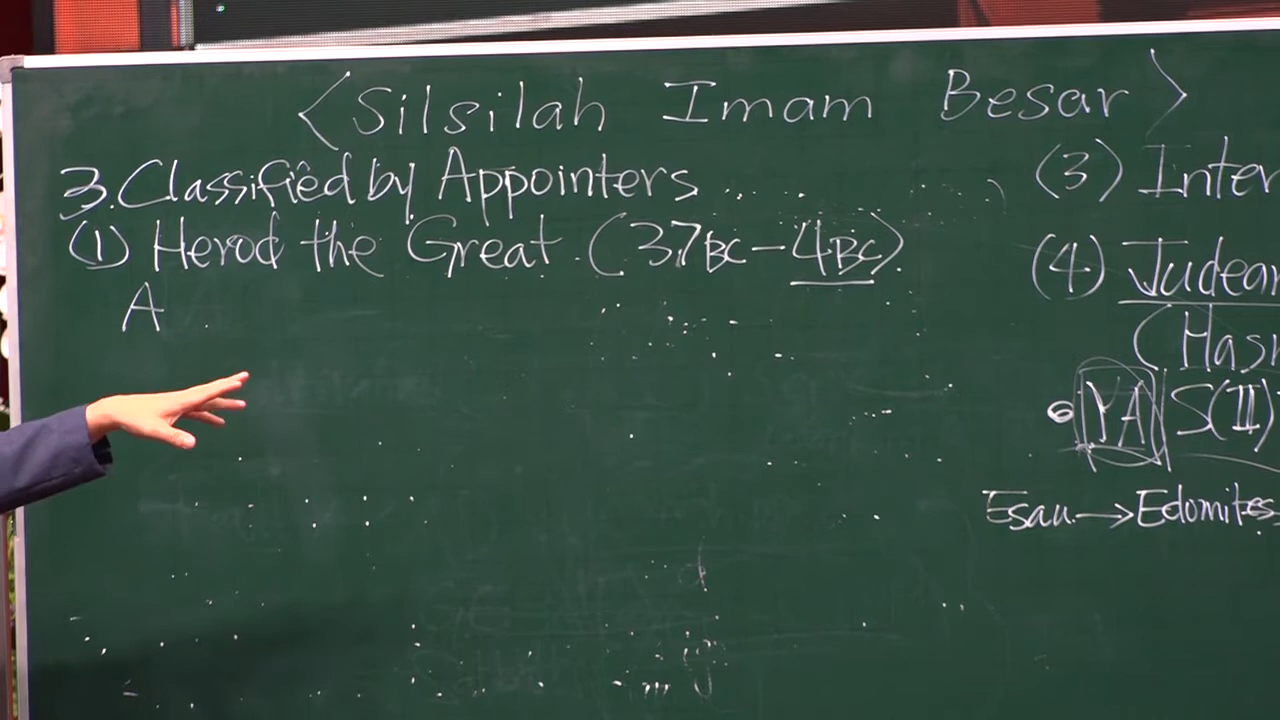 <Silsilah Imam Besar>
3. Classified by Appointers
(1) Herod the Great (37BC-4BC).
A
(3) Inter
(4) Judean
(Hasm
YA S(II)
Esau → Edomites